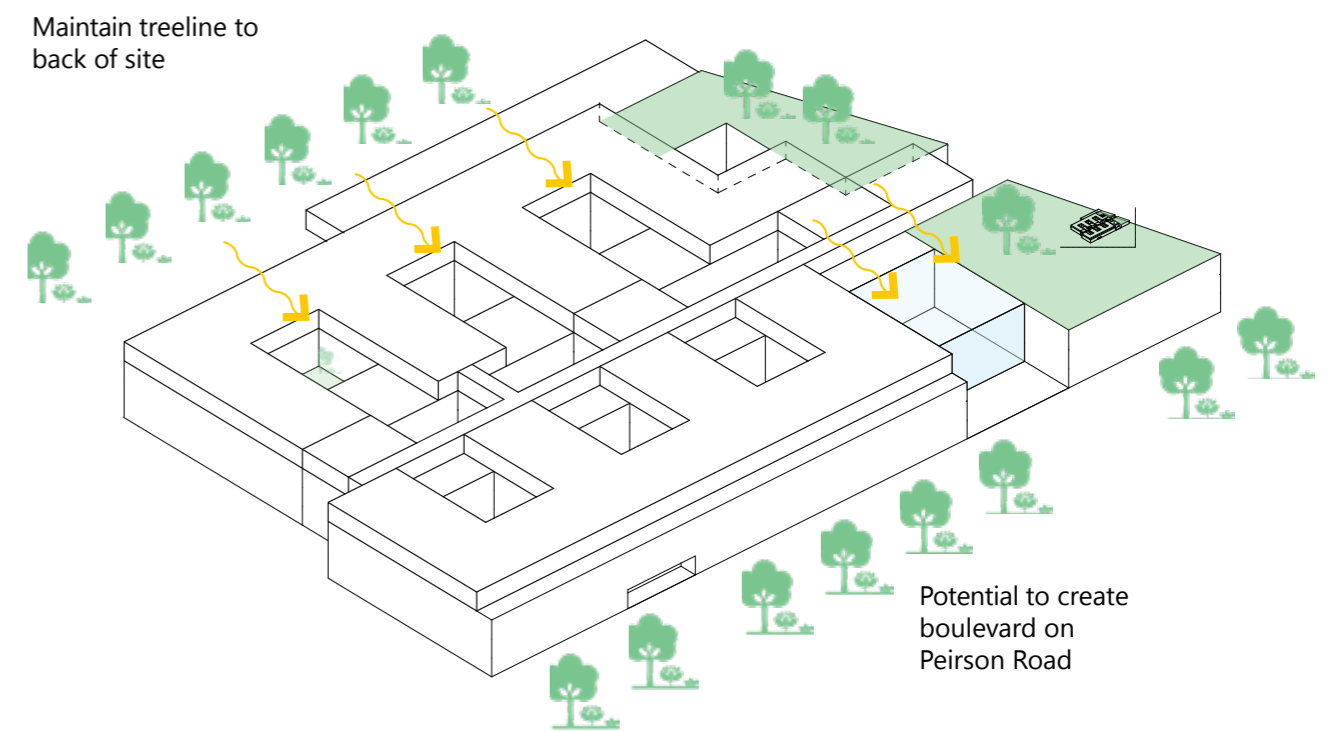 Maintain treeline to
back of site
Potential to create
boulevard on
Peirson Road